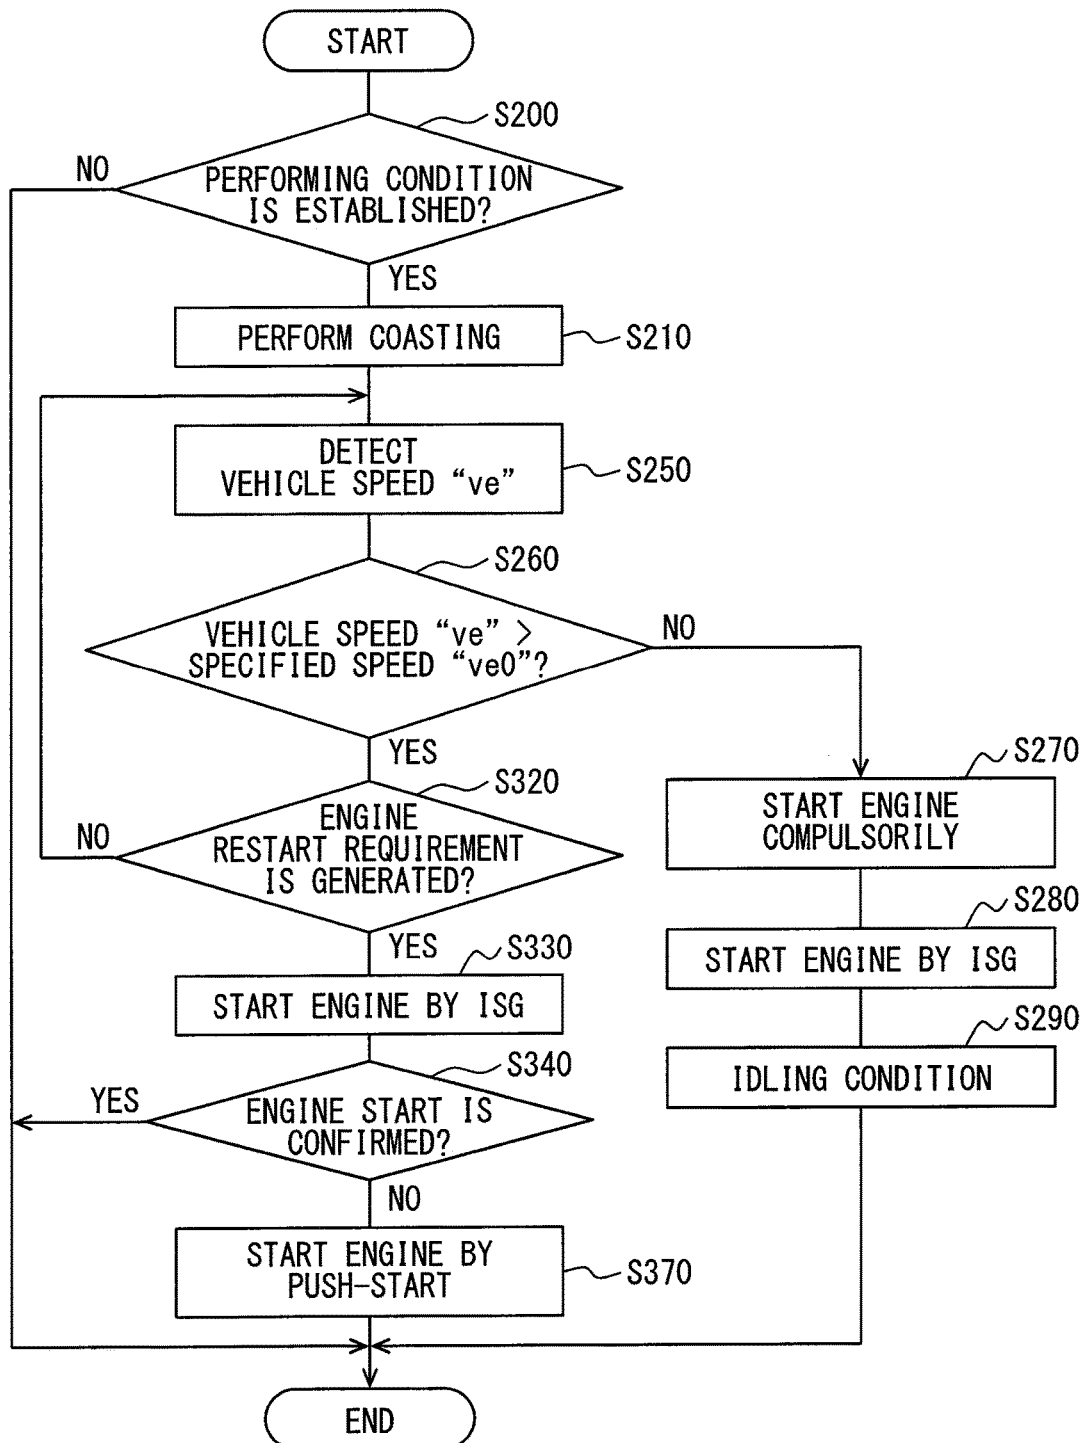 START
S200
NO
PERFORMING CONDITION
IS ESTABLISHED?
YES
PERFORM COASTING
S210
DETECT
VEHICLE SPEED “ve”
S250
S260
VEHICLE SPEED “ve” >
SPECIFIED SPEED “ve0”?
NO
YES
S270
START ENGINE
COMPULSORILY
S320
ENGINE
RESTART REQUIREMENT
IS GENERATED?
NO
YES
S280
START ENGINE BY ISG
S330
START ENGINE BY ISG
S290
IDLING CONDITION
S340
YES
ENGINE START IS
CONFIRMED?
NO
START ENGINE BY
PUSH-START
S370
END